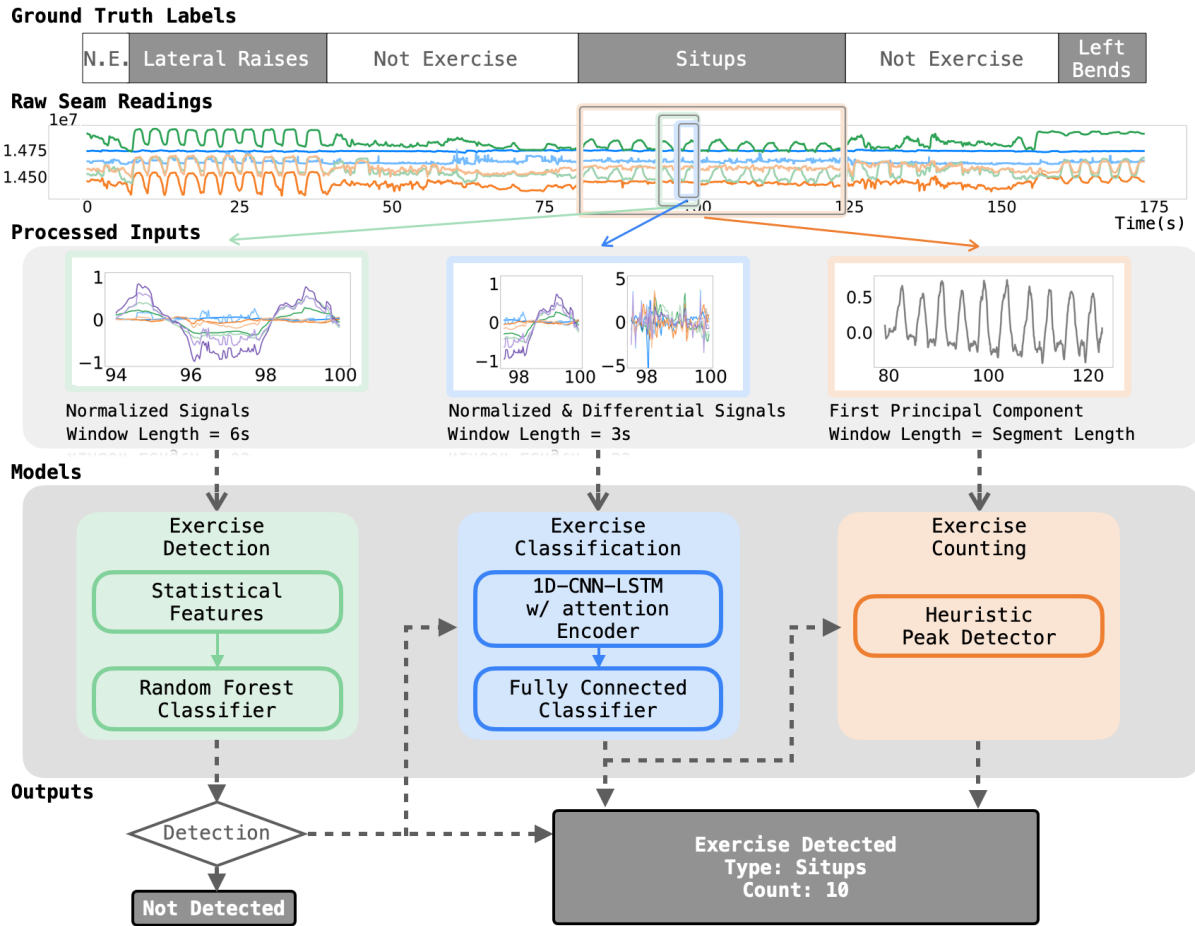 Ground Truth Labels
N.E. Lateral Raises Not Exercise Situps Not Exercise Left
Bends
Raw Seam Readings
1e7
1.475
1.450
0 25 50 75 100 125 150 175
Time(s)
Processed Inputs
1
0
−1
94 96 98 100
1
0
−1
98 100
5
0
−5
98 100
0.5
0.0
80 100 120
Normalized Signals
Window Length = 6s
Normalized & Differential Signals
Window Length = 3s
First Principal Component
Window Length = Segment Length
Models
Exercise
Detection
Statistical
Features
Random Forest
Classifier
Exercise
Classification
1D-CNN-LSTM
w/ attention
Encoder
Fully Connected
Classifier
Exercise
Counting
Heuristic
Peak Detector
Outputs
Detection
Not Detected
Exercise Detected
Type: Situps
Count: 10